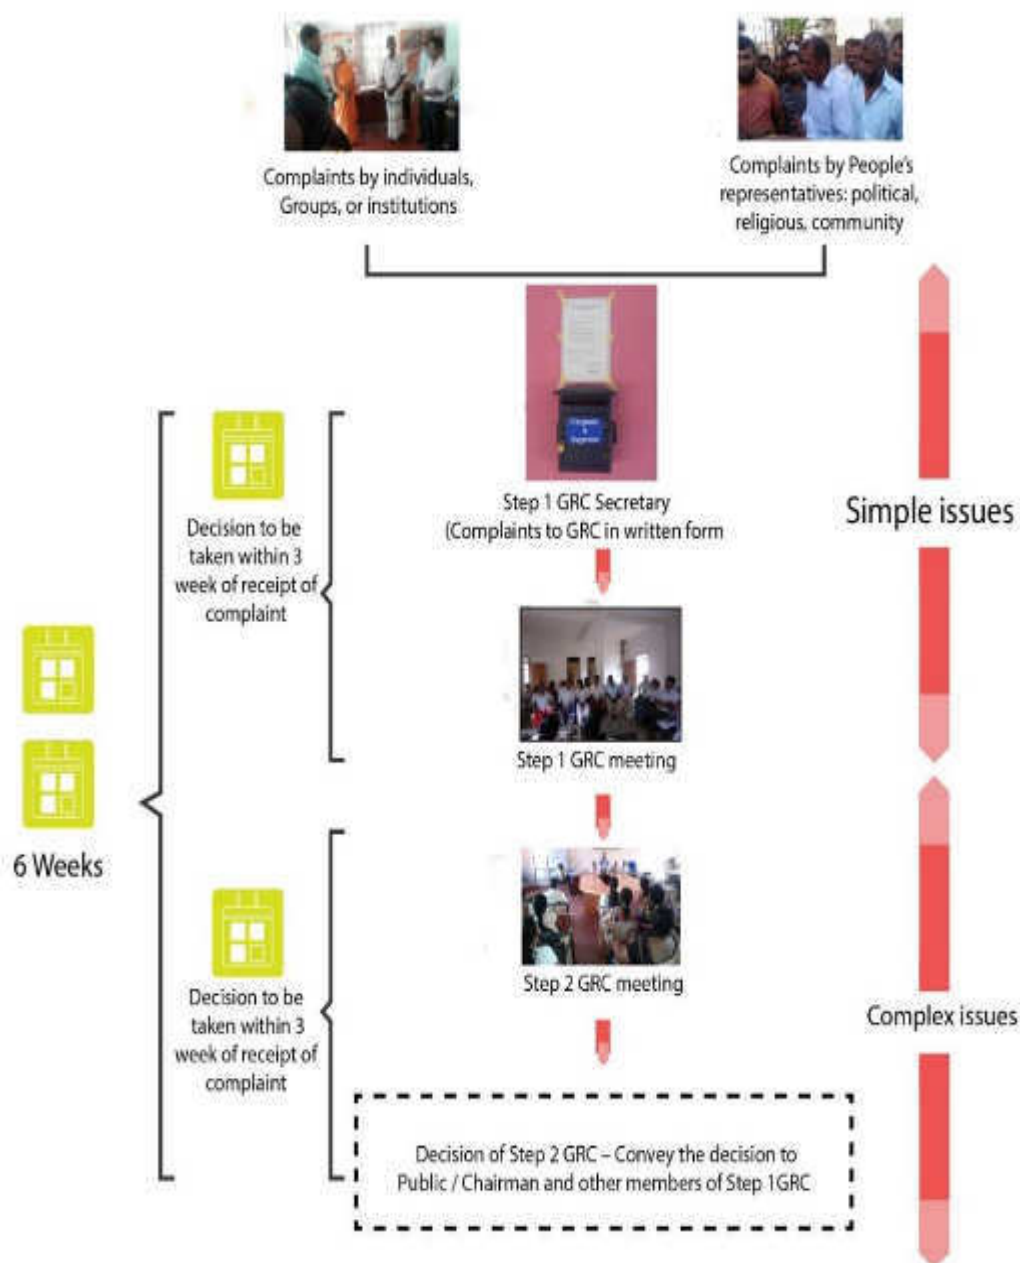 Complaints by individuals,
Groups, or institutions
Complaints by People's
representatives: political,
religious, community
Step 1 GRC Secretary
(Complaints to GRC in written form
Decision to be
taken within 3
week of receipt of
complaint
Simple issues
Step 1 GRC meeting
6 Weeks
Step 2 GRC meeting
Decision to be
taken within 3
week of receipt of
complaint
Complex issues
Decision of Step 2 GRC – Convey the decision to
Public / Chairman and other members of Step 1GRC